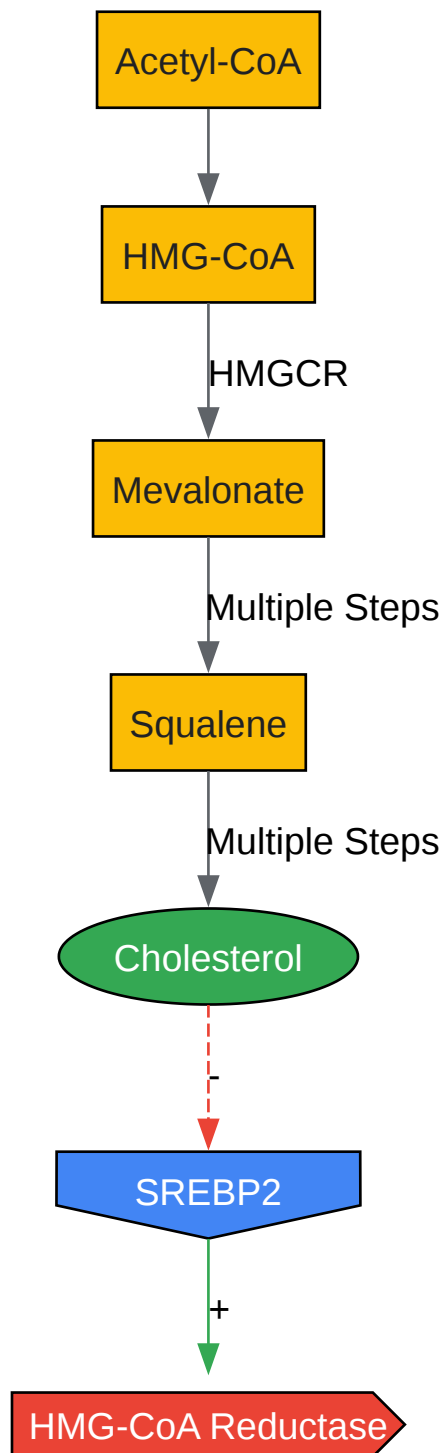 Acetyl-CoA
HMG-CoA
HMGCR
Mevalonate
Multiple Steps
Squalene
Multiple Steps
Cholesterol
-
SREBP2
+
HMG-CoA Reductase